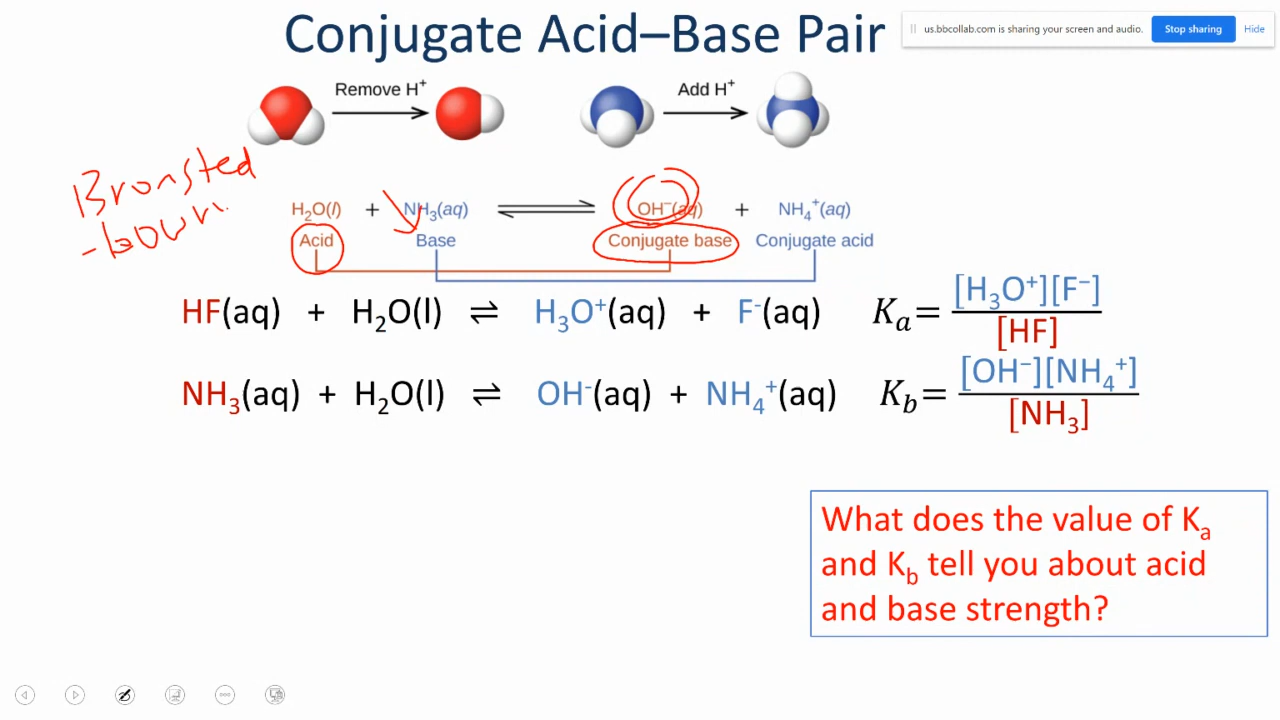 Conjugate Acid–Base Pair
us.bbcollab.com is sharing your screen and audio. Stop sharing Hide
Remove H⁺ Add H⁺
Bronsted
-lowry
H₂O(l) + NH₃(aq) ⇌ OH⁻(aq) + NH₄⁺(aq)
Acid Base Conjugate base Conjugate acid
HF(aq) + H₂O(l) ⇌ H₃O⁺(aq) + F⁻(aq) Kₐ= [H₃O⁺][F⁻]
[HF]
NH₃(aq) + H₂O(l) ⇌ OH⁻(aq) + NH₄⁺(aq) K_b= [OH⁻][NH₄⁺]
[NH₃]
What does the value of Kₐ
and K_b tell you about acid
and base strength?